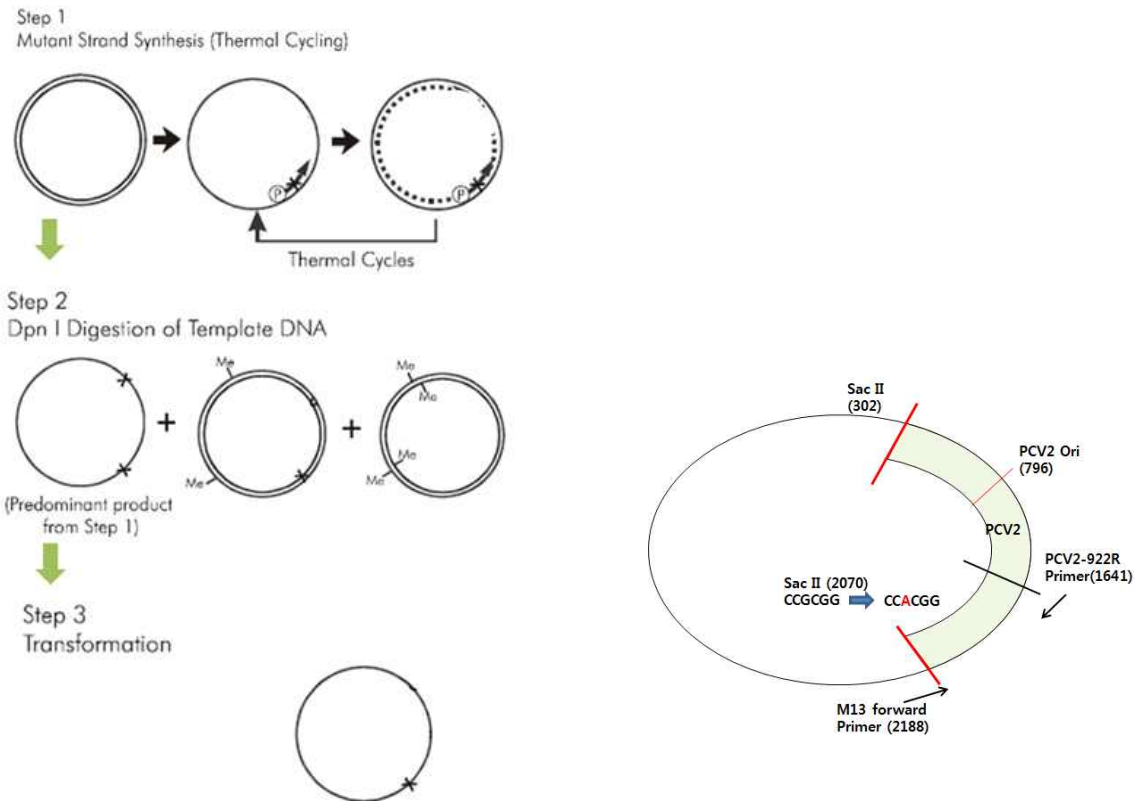 Step 1
Mutant Strand Synthesis (Thermal Cycling)
P
P
Thermal Cycles
Step 2
Dpn I Digestion of Template DNA
Me
Me
Me
+
+
Me
Me
Me
(Predominant product
from Step 1)
Step 3
Transformation
Sac II
(302)
PCV2 Ori
(796)
PCV2
PCV2-922R
Primer(1641)
Sac II (2070)
CCGCGG
CCACGG
M13 forward
Primer (2188)